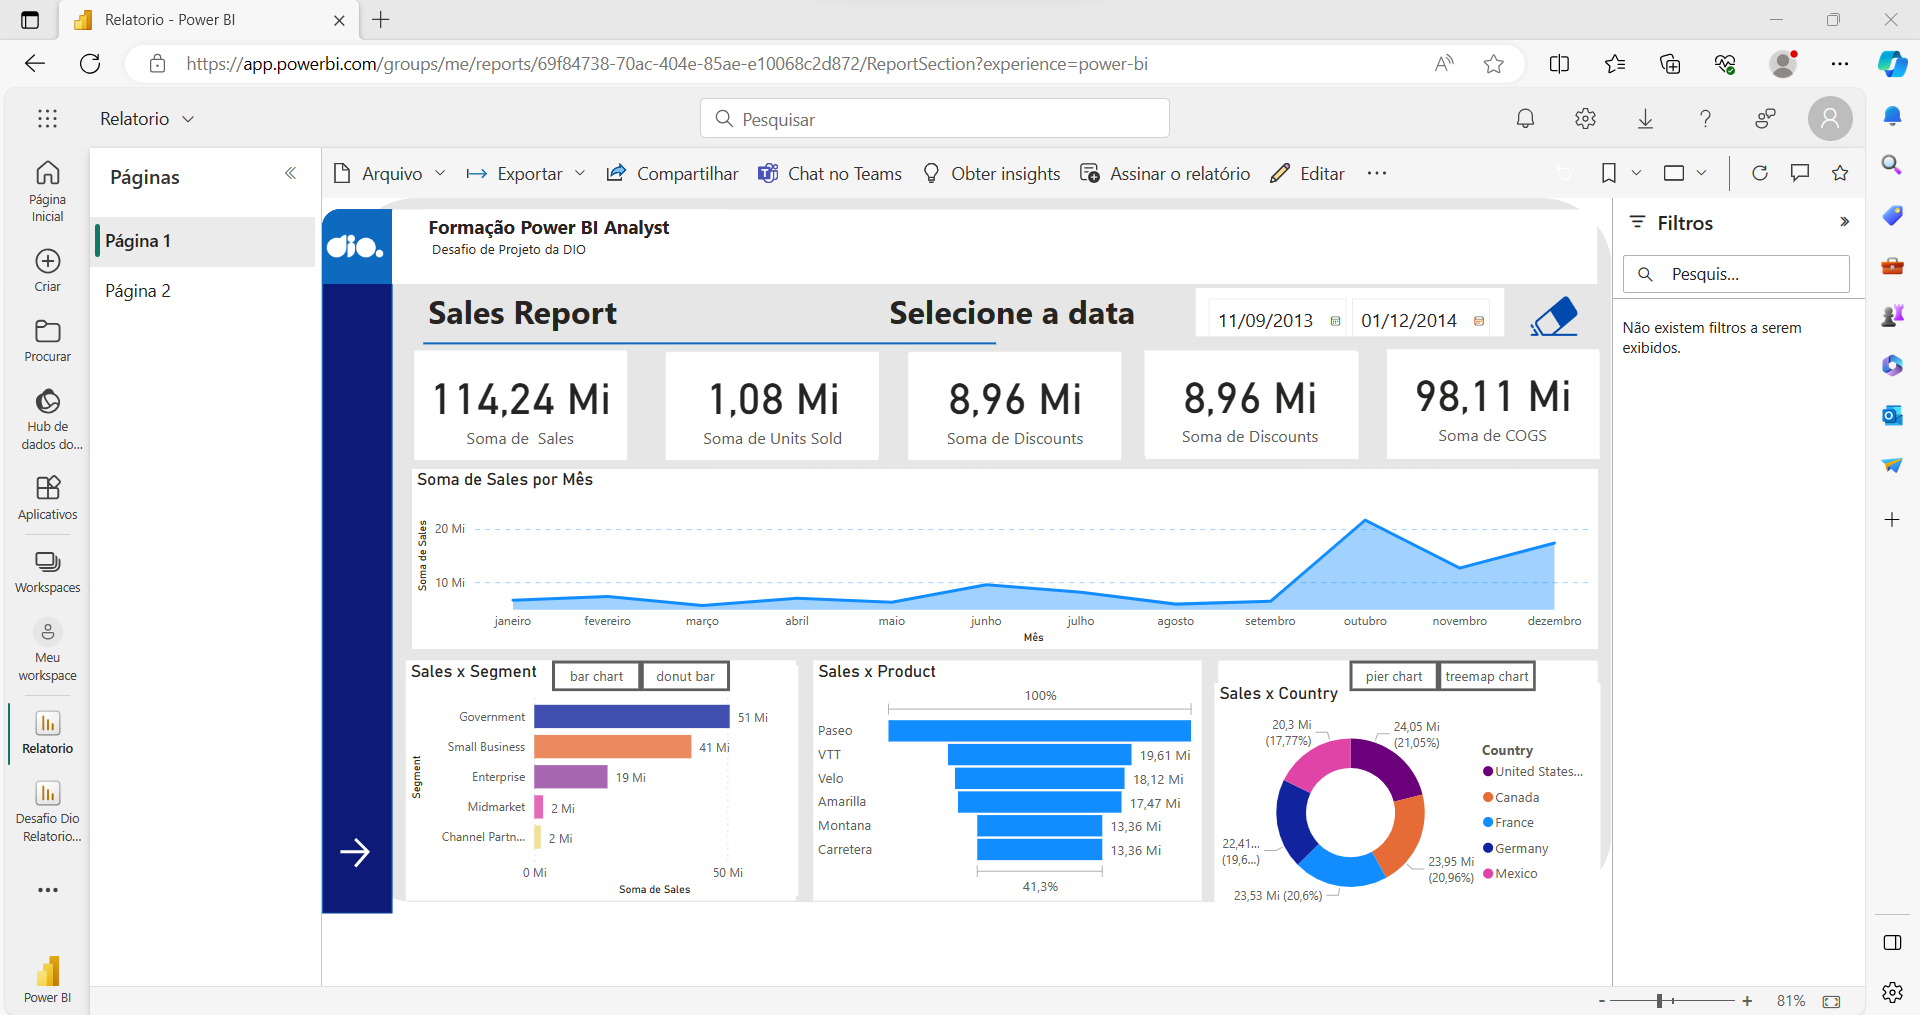 Relatorio - Power BI
https://app.powerbi.com/groups/me/reports/69f84738-70ac-404e-85ae-e10068c2d872/ReportSection?experience=power-bi
Relatorio
Pesquisar
Página
Inicial
Criar
Procurar
Hub de
dados do...
Aplicativos
Workspaces
Meu
workspace
Relatorio
Desafio Dio
Relatorio...
Power BI
Páginas
Página 1
Página 2
Arquivo
Exportar
Compartilhar
Chat no Teams
Obter insights
Assinar o relatório
Editar
dio.
Formação Power BI Analyst
Desafio de Projeto da DIO
Sales Report
Selecione a data
11/09/2013
01/12/2014
114,24 Mi
Soma de  Sales
1,08 Mi
Soma de Units Sold
8,96 Mi
Soma de Discounts
8,96 Mi
Soma de Discounts
98,11 Mi
Soma de COGS
Soma de Sales por Mês
Soma de Sales
20 Mi
10 Mi
janeiro
fevereiro
março
abril
maio
junho
julho
agosto
setembro
outubro
novembro
dezembro
Mês
Sales x Segment
bar chart
donut bar
Segment
Government
51 Mi
Small Business
41 Mi
Enterprise
19 Mi
Midmarket
2 Mi
Channel Partn...
2 Mi
0 Mi
50 Mi
Soma de Sales
Sales x Product
100%
Paseo
VTT
19,61 Mi
Velo
18,12 Mi
Amarilla
17,47 Mi
Montana
13,36 Mi
Carretera
13,36 Mi
41,3%
pier chart
treemap chart
Sales x Country
20,3 Mi
(17,77%)
24,05 Mi
(21,05%)
22,41...
(19,6...)
23,95 Mi
(20,96%)
23,53 Mi (20,6%)
Country
United States...
Canada
France
Germany
Mexico
Filtros
Pesquis...
Não existem filtros a serem
exibidos.
- + 81%